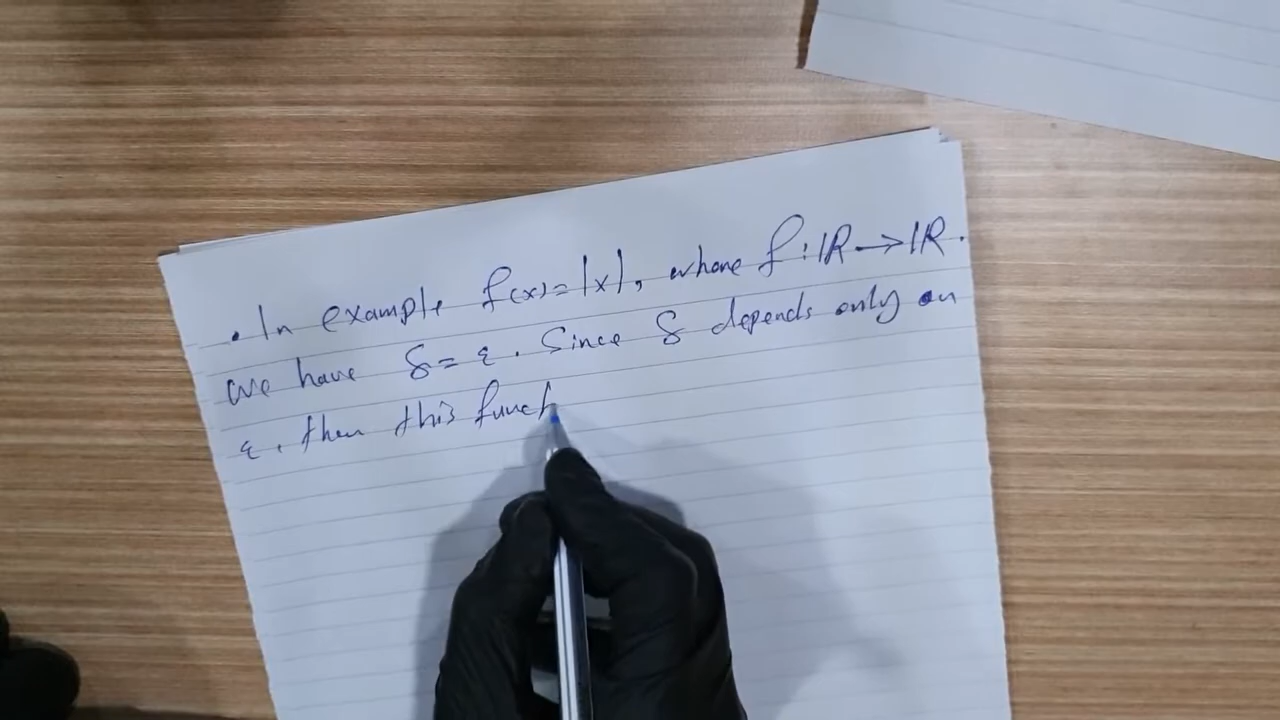 . In example f(x)=|x|, where f:ℝ→ℝ.
we have δ=ε. Since δ depends only on
ε, then this funct